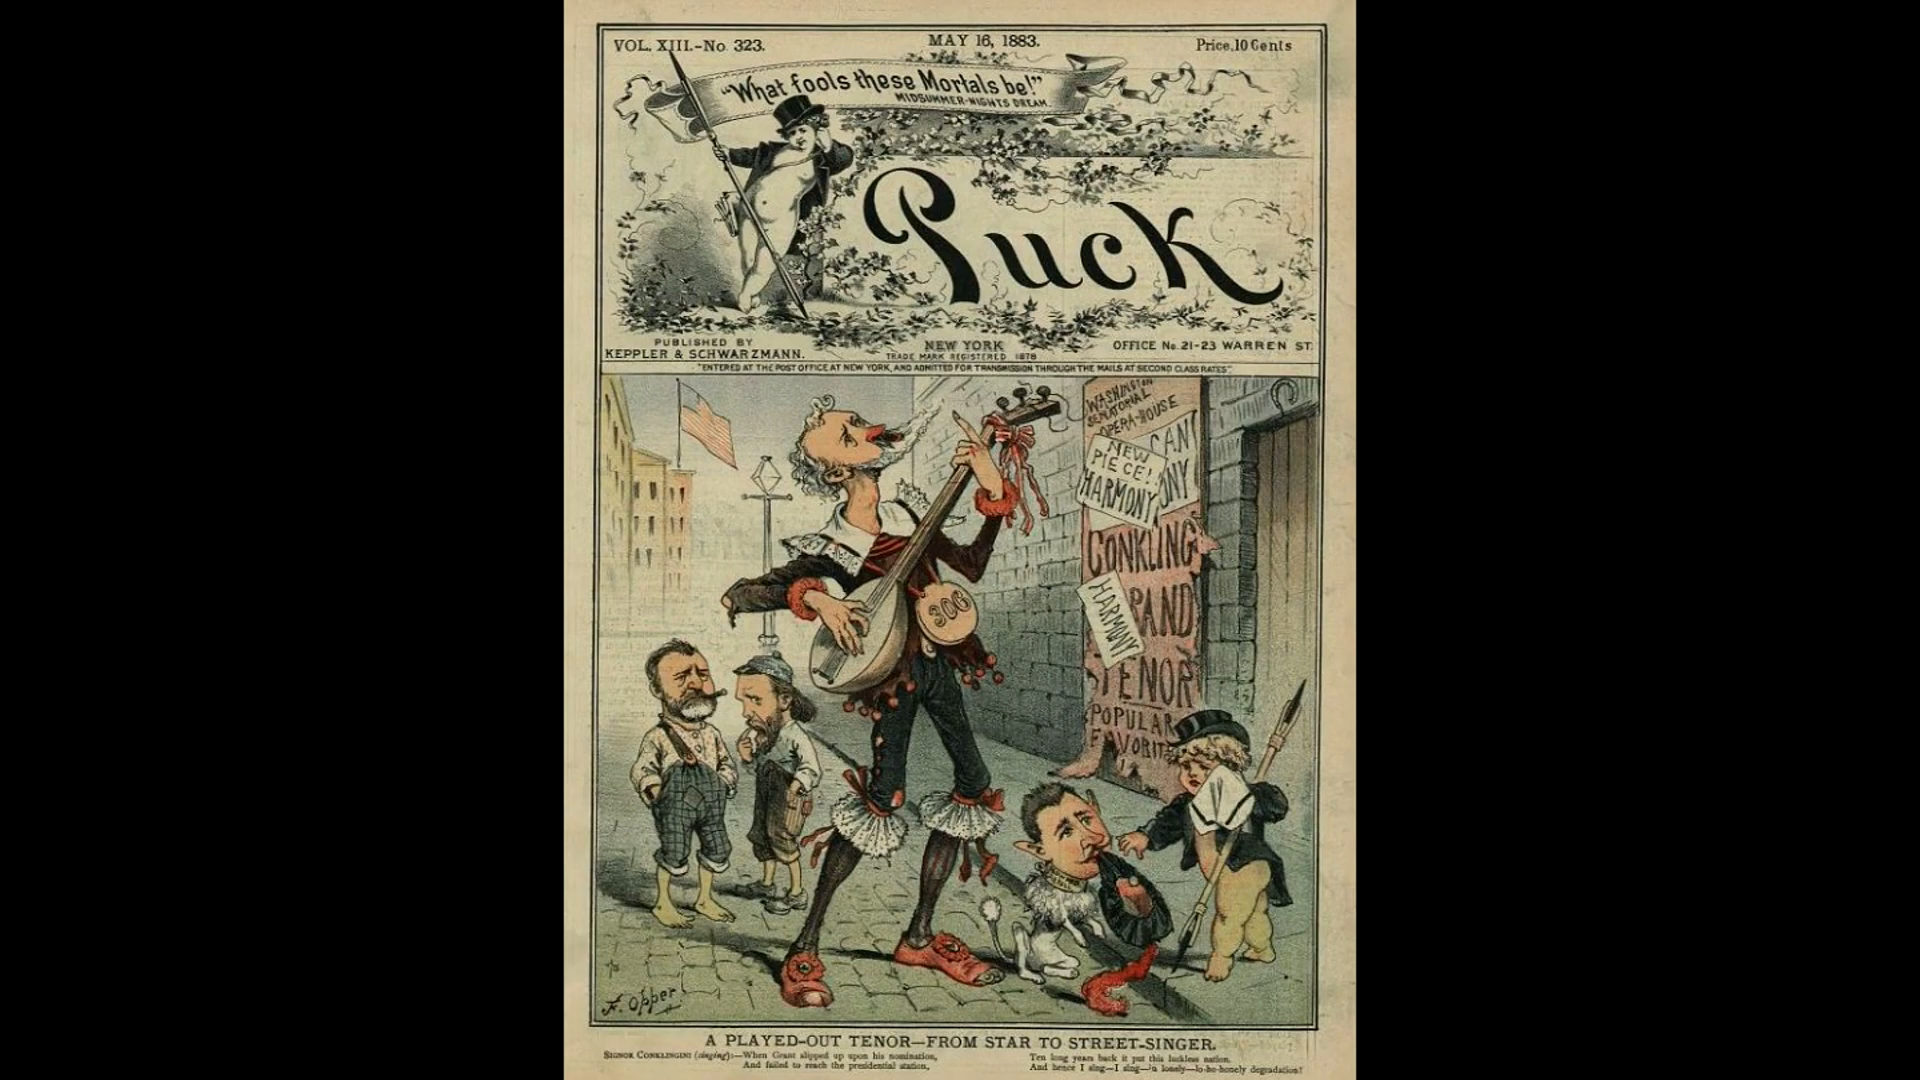 VOL. XIII.-No. 323.
MAY 16, 1883.
Price, 10 Cents
"What fools these Mortals be!"
MIDSUMMER-NIGHTS DREAM.
Puck
PUBLISHED BY
KEPPLER & SCHWARZMANN.
NEW YORK
TRADE MARK REGISTERED 1878
OFFICE No. 21-23 WARREN ST.
"ENTERED AT THE POST OFFICE AT NEW YORK, AND ADMITTED FOR TRANSMISSION THROUGH THE MAILS AT SECOND CLASS RATES"
WASHINGTON
SENATORIAL
OPERA-HOUSE
CAN
NEW
PIECE!
HARMONY
ONY
CONKLING
HARMONY
RAND
TENOR
POPULAR
FAVORITE
306
F. Opper
A PLAYED-OUT TENOR—FROM STAR TO STREET-SINGER.
SIGNOR CONKLINGINI (singing):—When Grant slipped up upon his nomination,
And failed to reach the presidential station,
Ten long years back it put this luckless nation.
And hence I sing—I sing—in lonely—lo-ho-honely degradation!